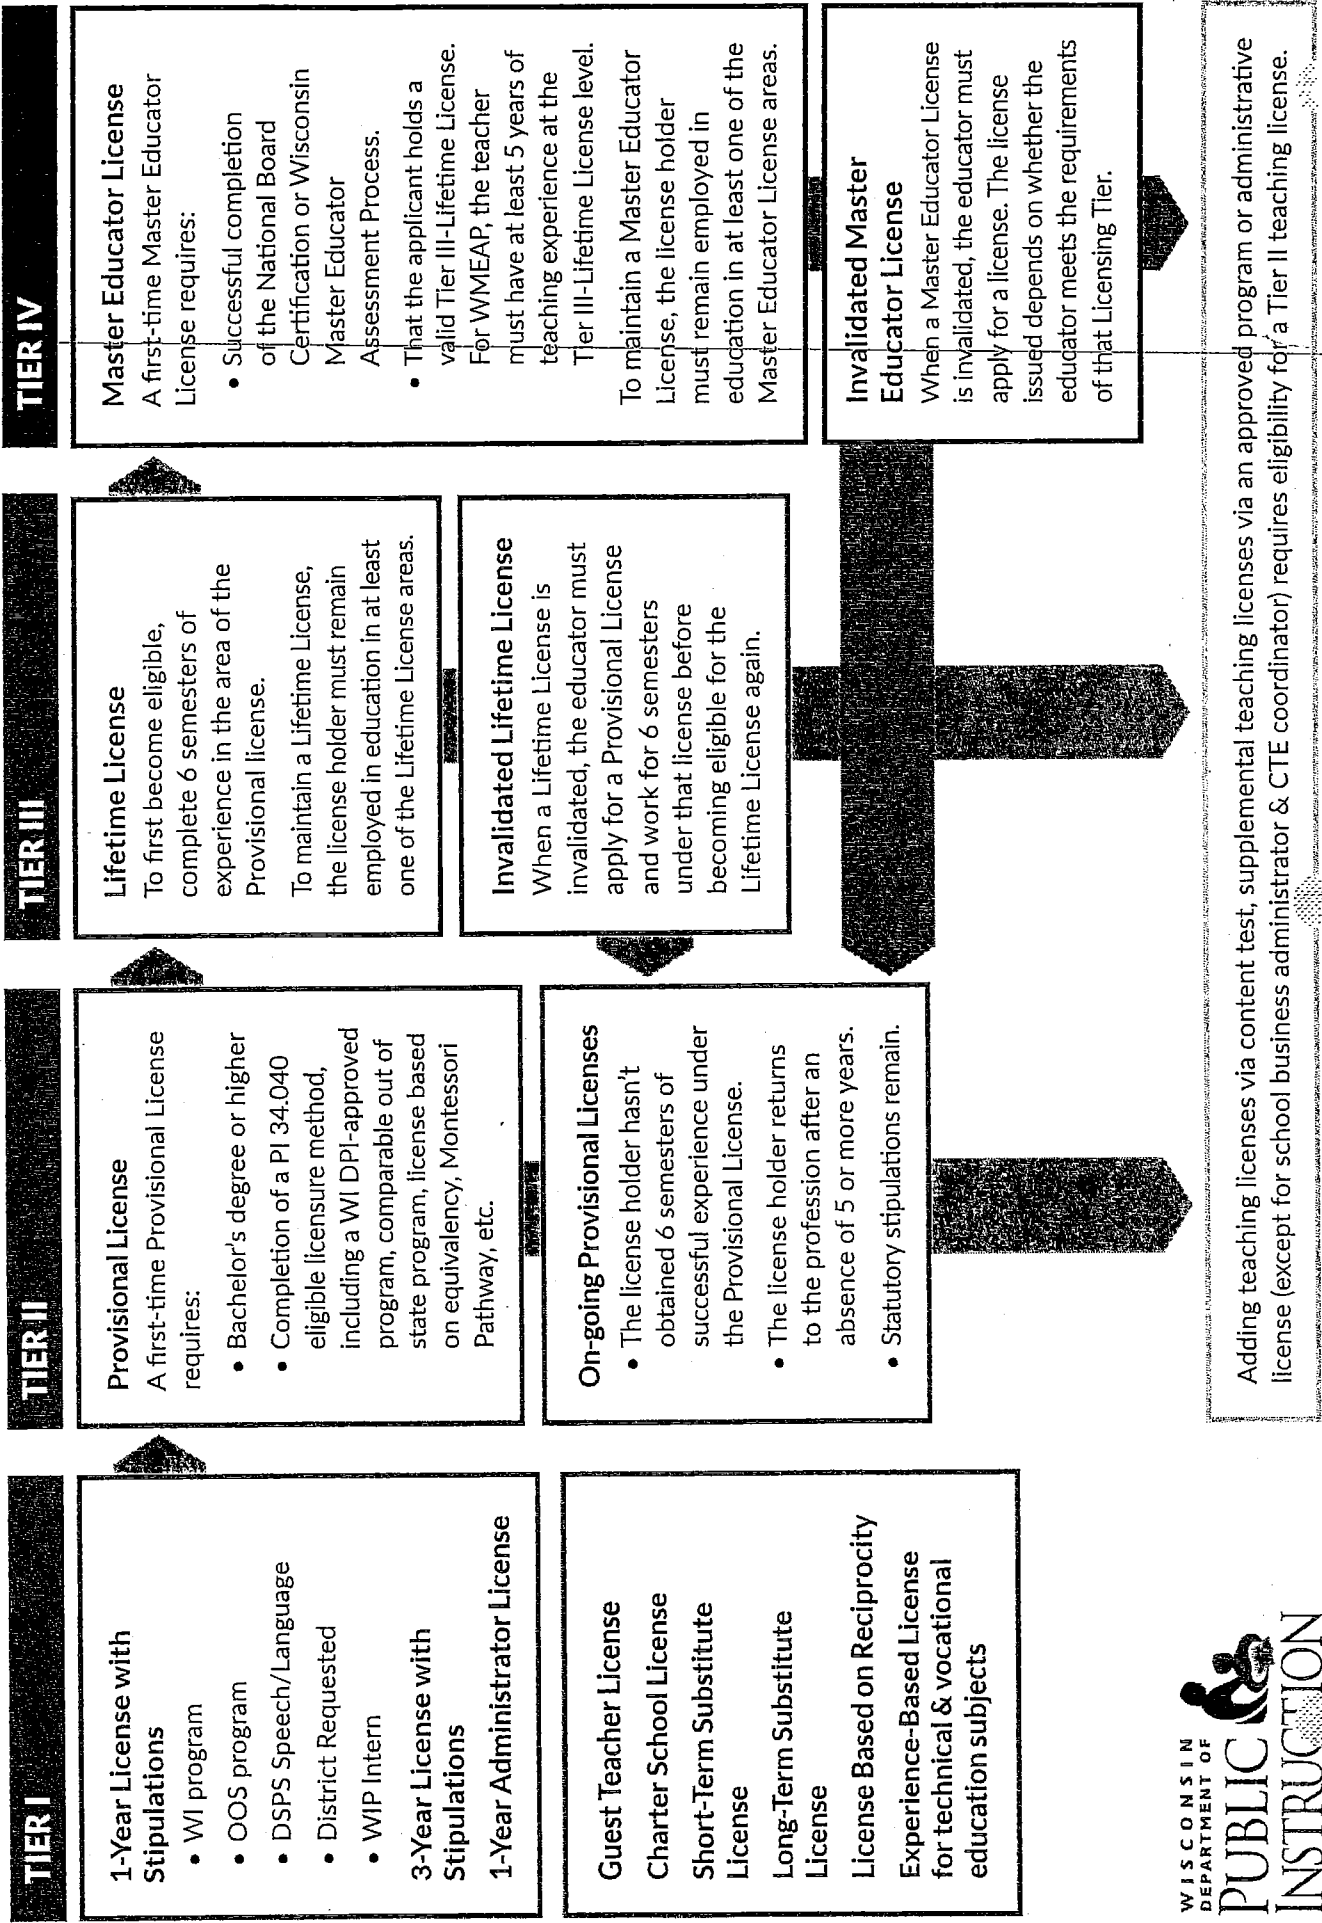 TIER I
1-Year License with
Stipulations
• WI program
• OOS program
• DSPS Speech/Language
• District Requested
• WIP Intern
3-Year License with
Stipulations
1-Year Administrator License
Guest Teacher License
Charter School License
Short-Term Substitute
License
Long-Term Substitute
License
License Based on Reciprocity
Experience-Based License
for technical & vocational
education subjects
TIER II
Provisional License
A first-time Provisional License
requires:
• Bachelor's degree or higher
• Completion of a PI 34.040
eligible licensure method,
including a WI DPI-approved
program, comparable out of
state program, license based
on equivalency, Montessori
Pathway, etc.
On-going Provisional Licenses
• The license holder hasn't
obtained 6 semesters of
successful experience under
the Provisional License.
• The license holder returns
to the profession after an
absence of 5 or more years.
• Statutory stipulations remain.
TIER III
Lifetime License
To first become eligible,
complete 6 semesters of
experience in the area of the
Provisional license.
To maintain a Lifetime License,
the license holder must remain
employed in education in at least
one of the Lifetime License areas.
Invalidated Lifetime License
When a Lifetime License is
invalidated, the educator must
apply for a Provisional License
and work for 6 semesters
under that license before
becoming eligible for the
Lifetime License again.
TIER IV
Master Educator License
A first-time Master Educator
License requires:
• Successful completion
of the National Board
Certification or Wisconsin
Master Educator
Assessment Process.
• That the applicant holds a
valid Tier III-Lifetime License.
For WMEAP, the teacher
must have at least 5 years of
teaching experience at the
Tier III-Lifetime License level.
To maintain a Master Educator
License, the license holder
must remain employed in
education in at least one of the
Master Educator License areas.
Invalidated Master
Educator License
When a Master Educator License
is invalidated, the educator must
apply for a license. The license
issued depends on whether the
educator meets the requirements
of that Licensing Tier.
WISCONSIN
DEPARTMENT OF
PUBLIC
INSTRUCTION
Adding teaching licenses via content test, supplemental teaching licenses via an approved program or administrative
license (except for school business administrator & CTE coordinator) requires eligibility for a Tier II teaching license.